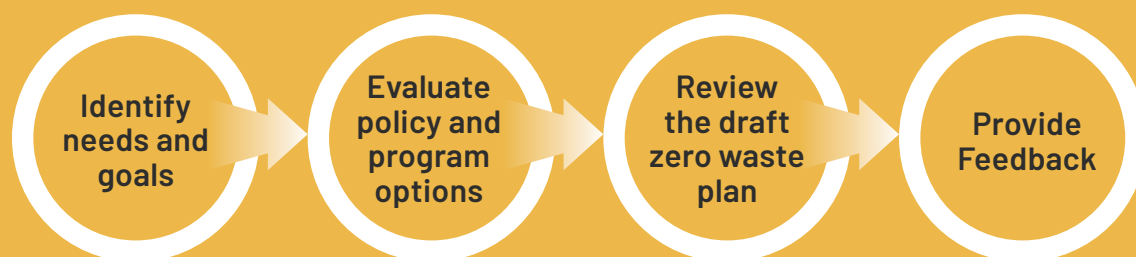 Identify
needs and
goals
Evaluate
policy and
program
options
Review
the draft
zero waste
plan
Provide
Feedback